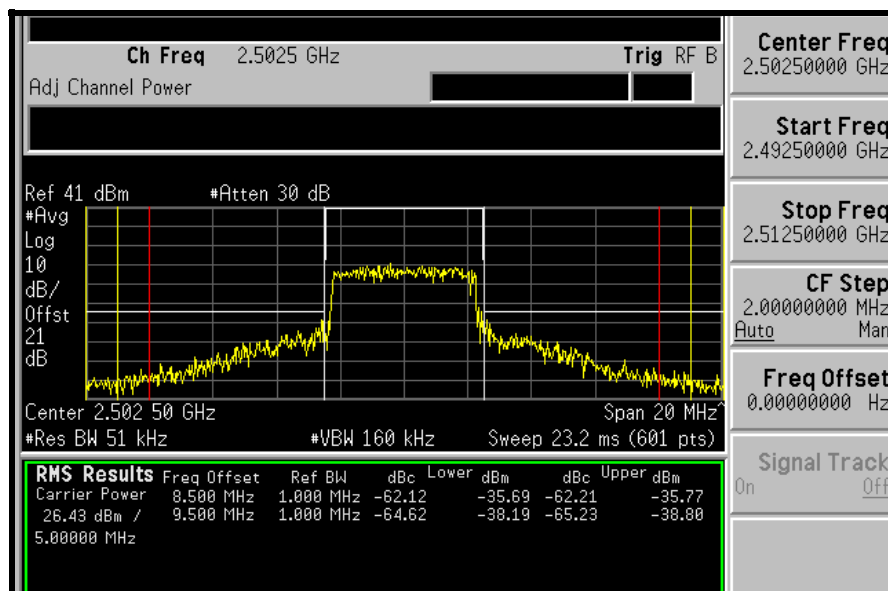 Ch Freq 2.5025 GHz Trig RF B
Adj Channel Power
Ref 41 dBm #Atten 30 dB
#Avg
Log
10
dB/
Offst
21
dB
Center 2.502 50 GHz Span 20 MHz^
#Res BW 51 kHz #VBW 160 kHz Sweep 23.2 ms (601 pts)
RMS Results Freq Offset Ref BW dBc Lower dBm dBc Upper dBm
Carrier Power 8.500 MHz 1.000 MHz -62.12 -35.69 -62.21 -35.77
26.43 dBm / 9.500 MHz 1.000 MHz -64.62 -38.19 -65.23 -38.80
5.00000 MHz
Center Freq
2.50250000 GHz
Start Freq
2.49250000 GHz
Stop Freq
2.51250000 GHz
CF Step
2.00000000 MHz
Auto Man
Freq Offset
0.00000000 Hz
Signal Track
On Off